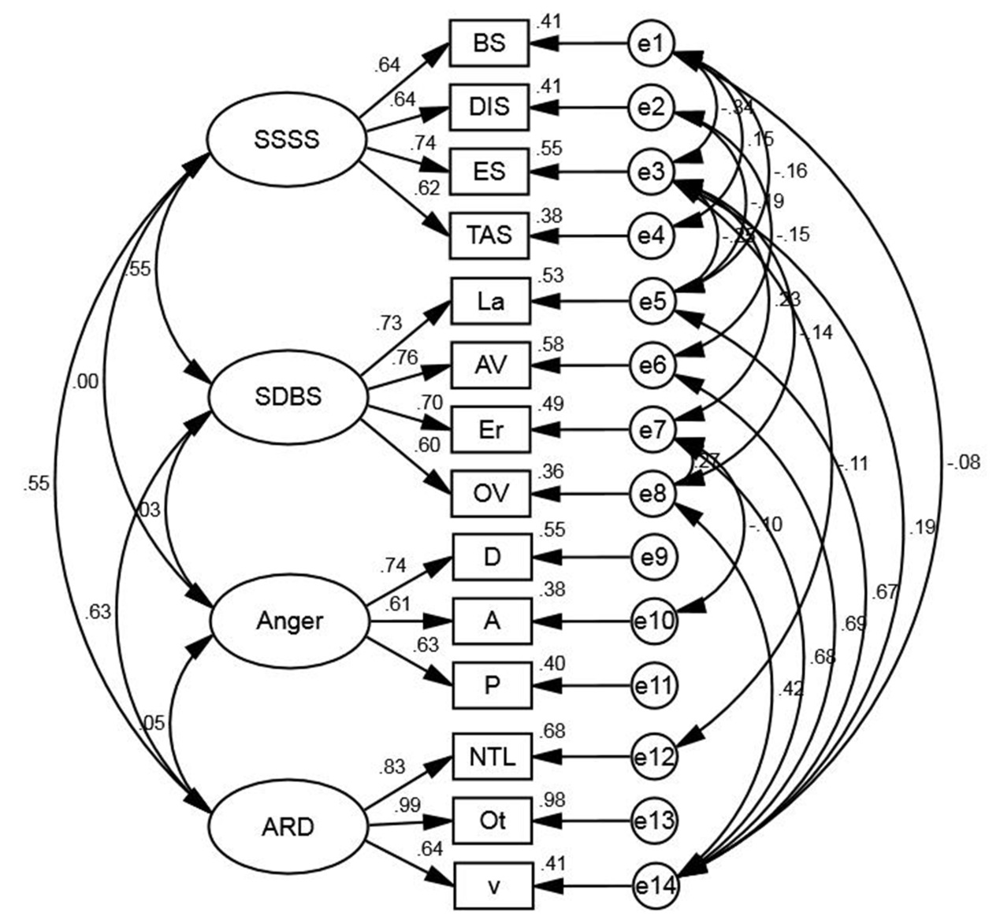 .41
BS
e1
.64
.41
DIS
e2
.64
-.34
.15
SSSS
.74
.55
ES
e3
-.16
.62
-.19
.38
TAS
e4
-.15
.55
.53
La
e5
.23
.73
-.14
.58
.76
AV
e6
.00
SDBS
.70
.49
Er
e7
.60
.27
-.11
-.08
.55
.36
OV
e8
.03
-.10
.19
.55
D
e9
.74
.67
.63
Anger
.61
.38
A
e10
.69
.63
.68
.40
P
e11
.42
.05
.68
NTL
e12
.83
.99
.98
ARD
Ot
e13
.64
.41
v
e14